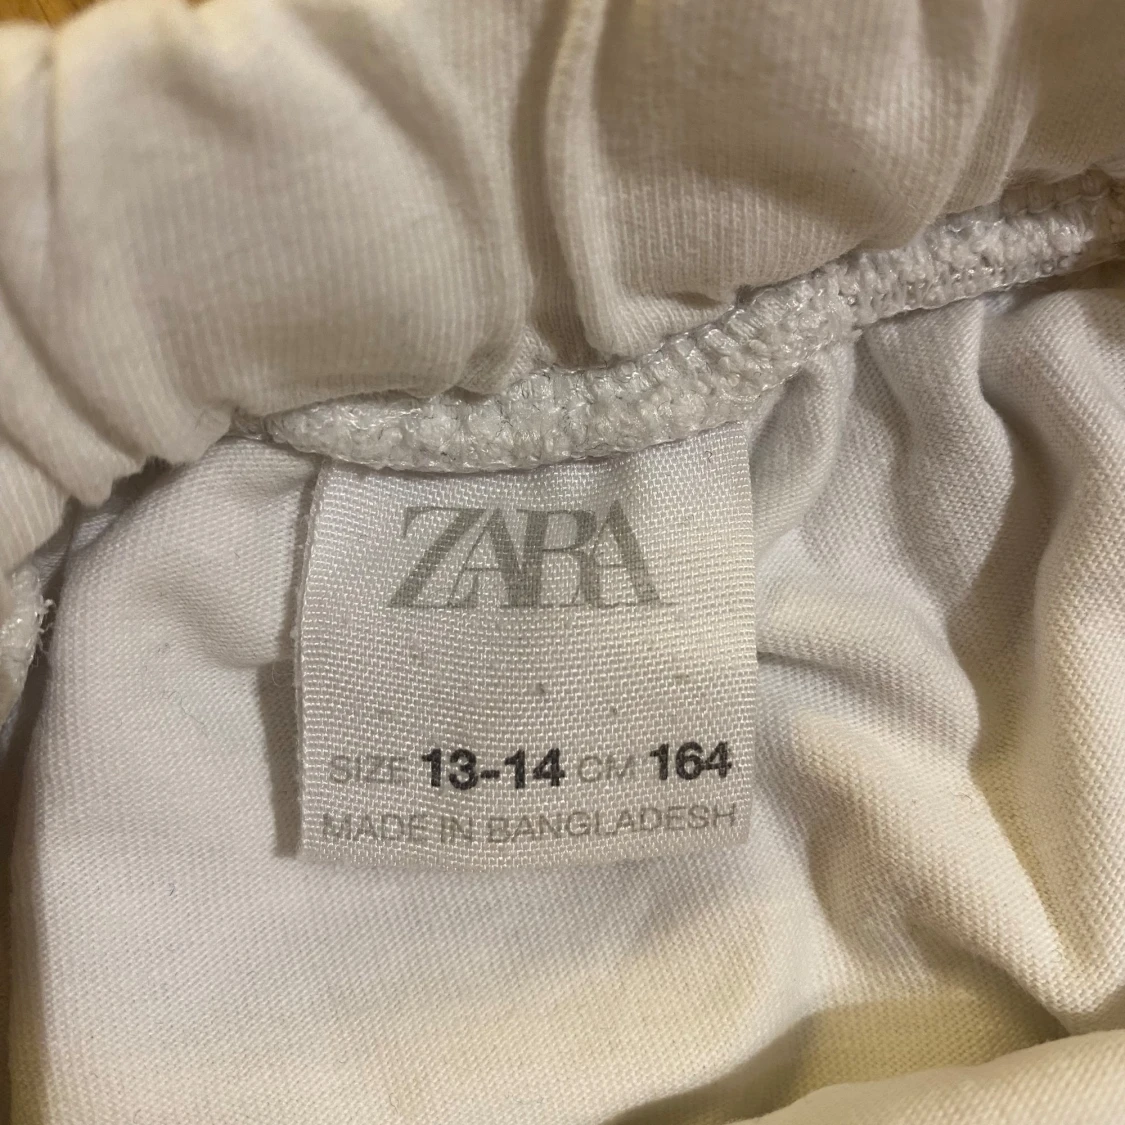 ZARA
SIZE 13-14 CM 164
MADE IN BANGLADESH